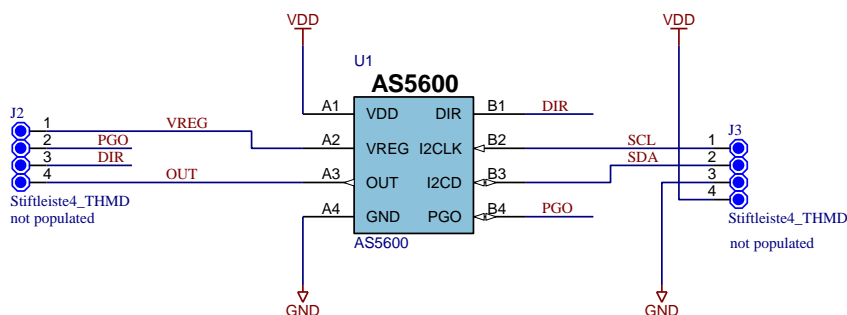 VDD
VDD
U1
AS5600
J2
1 VREG
2 PGO
3 DIR
4 OUT
Stiftleiste4_THMD
not populated
A1 VDD DIR B1 DIR
A2 VREG I2CLK B2 SCL
A3 OUT I2CD B3 SDA
A4 GND PGO B4 PGO
AS5600
J3
1
2
3
4
Stiftleiste4_THMD
not populated
GND
GND